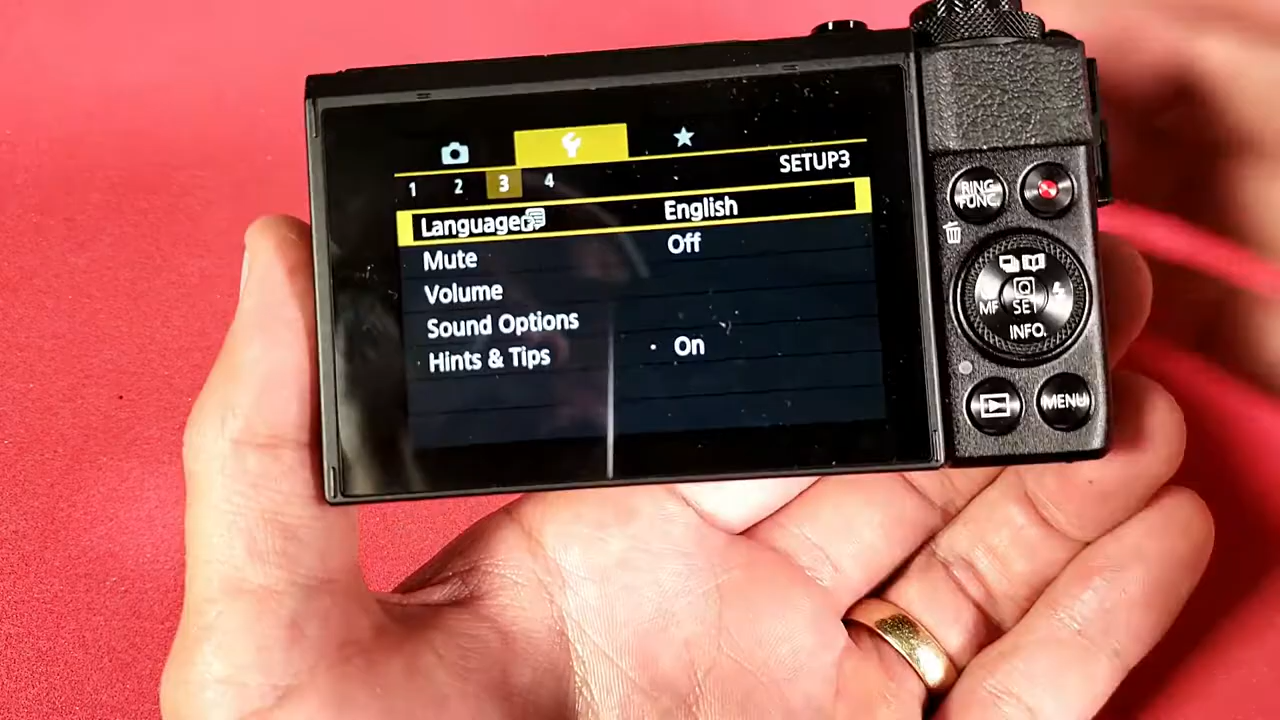 SETUP3
1 2 3 4
Language English
Mute Off
Volume
Sound Options
Hints & Tips · On
RING FUNC.
MF
SET
INFO.
MENU